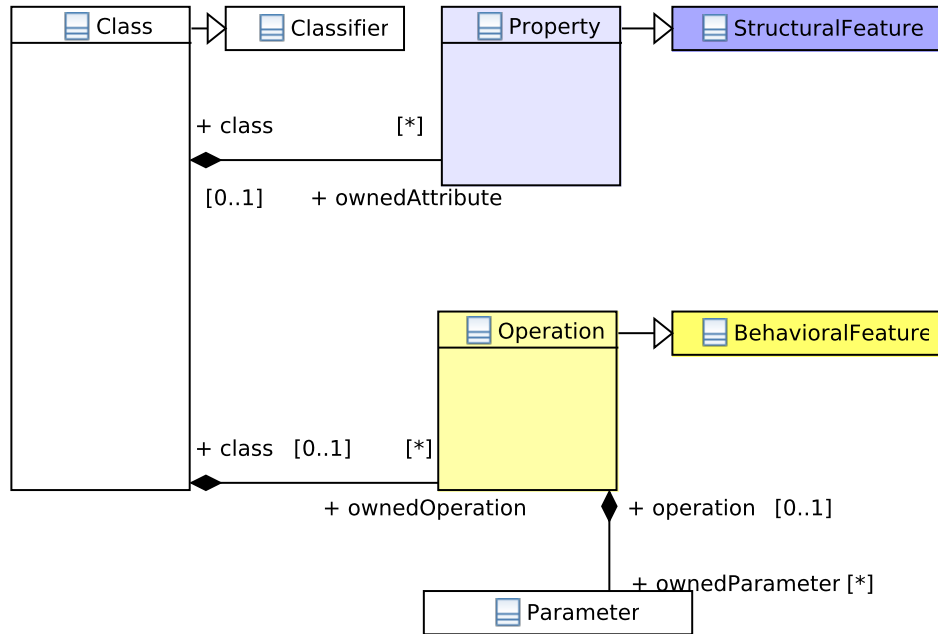 Class
Classifier
Property
StructuralFeature
+ class
[*]
[0..1]
+ ownedAttribute
Operation
BehavioralFeature
+ class [0..1]
[*]
+ ownedOperation
+ operation [0..1]
+ ownedParameter [*]
Parameter